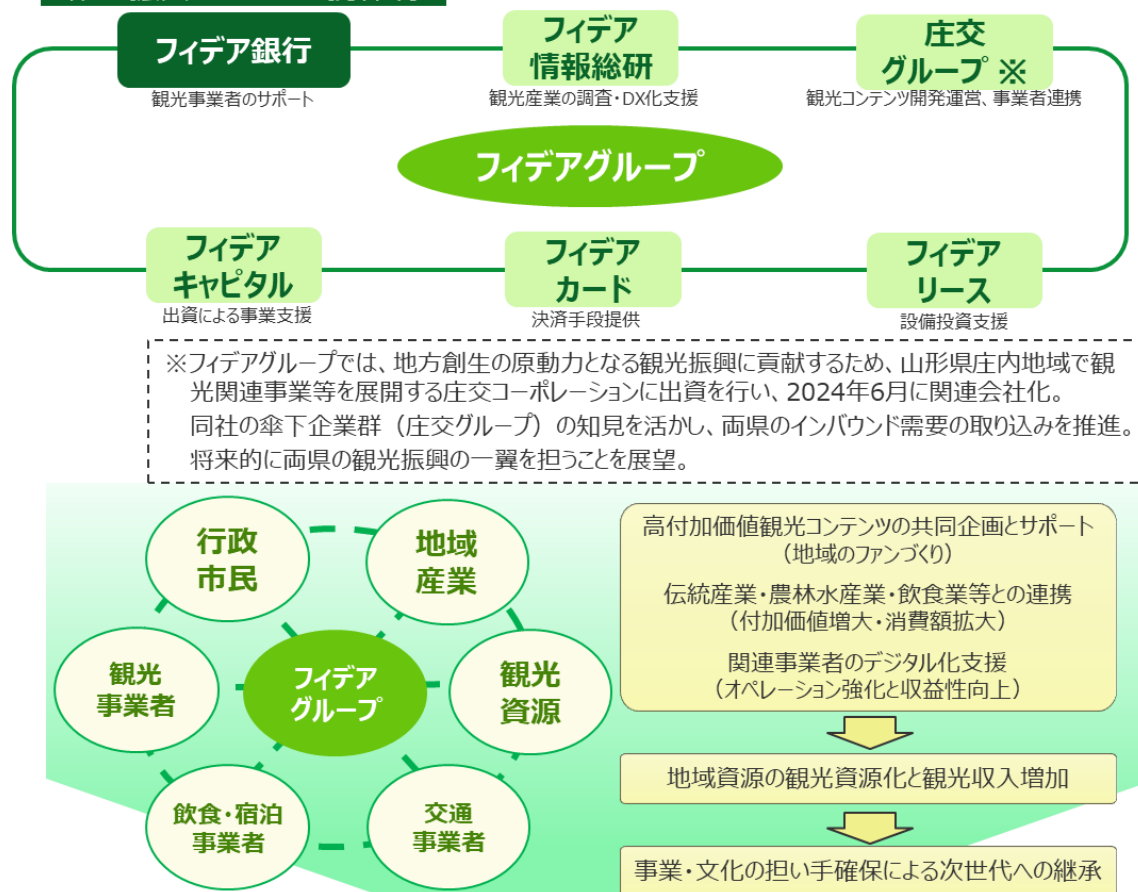 フィデア銀行
観光事業者のサポート
フィデア
情報総研
観光産業の調査・DX化支援
庄交
グループ ※
観光コンテンツ開発運営、事業者連携
フィデアグループ
フィデア
キャピタル
出資による事業支援
フィデア
カード
決済手段提供
フィデア
リース
設備投資支援
※フィデアグループでは、地方創生の原動力となる観光振興に貢献するため、山形県庄内地域で観
光関連事業等を展開する庄交コーポレーションに出資を行い、2024年6月に関連会社化。
同社の傘下企業群（庄交グループ）の知見を活かし、両県のインバウンド需要の取り込みを推進。
将来的に両県の観光振興の一翼を担うことを展望。
行政
市民
地域
産業
観光
事業者
フィデア
グループ
観光
資源
飲食・宿泊
事業者
交通
事業者
高付加価値観光コンテンツの共同企画とサポート
（地域のファンづくり）
伝統産業・農林水産業・飲食業等との連携
（付加価値増大・消費額拡大）
関連事業者のデジタル化支援
（オペレーション強化と収益性向上）
地域資源の観光資源化と観光収入増加
事業・文化の担い手確保による次世代への継承